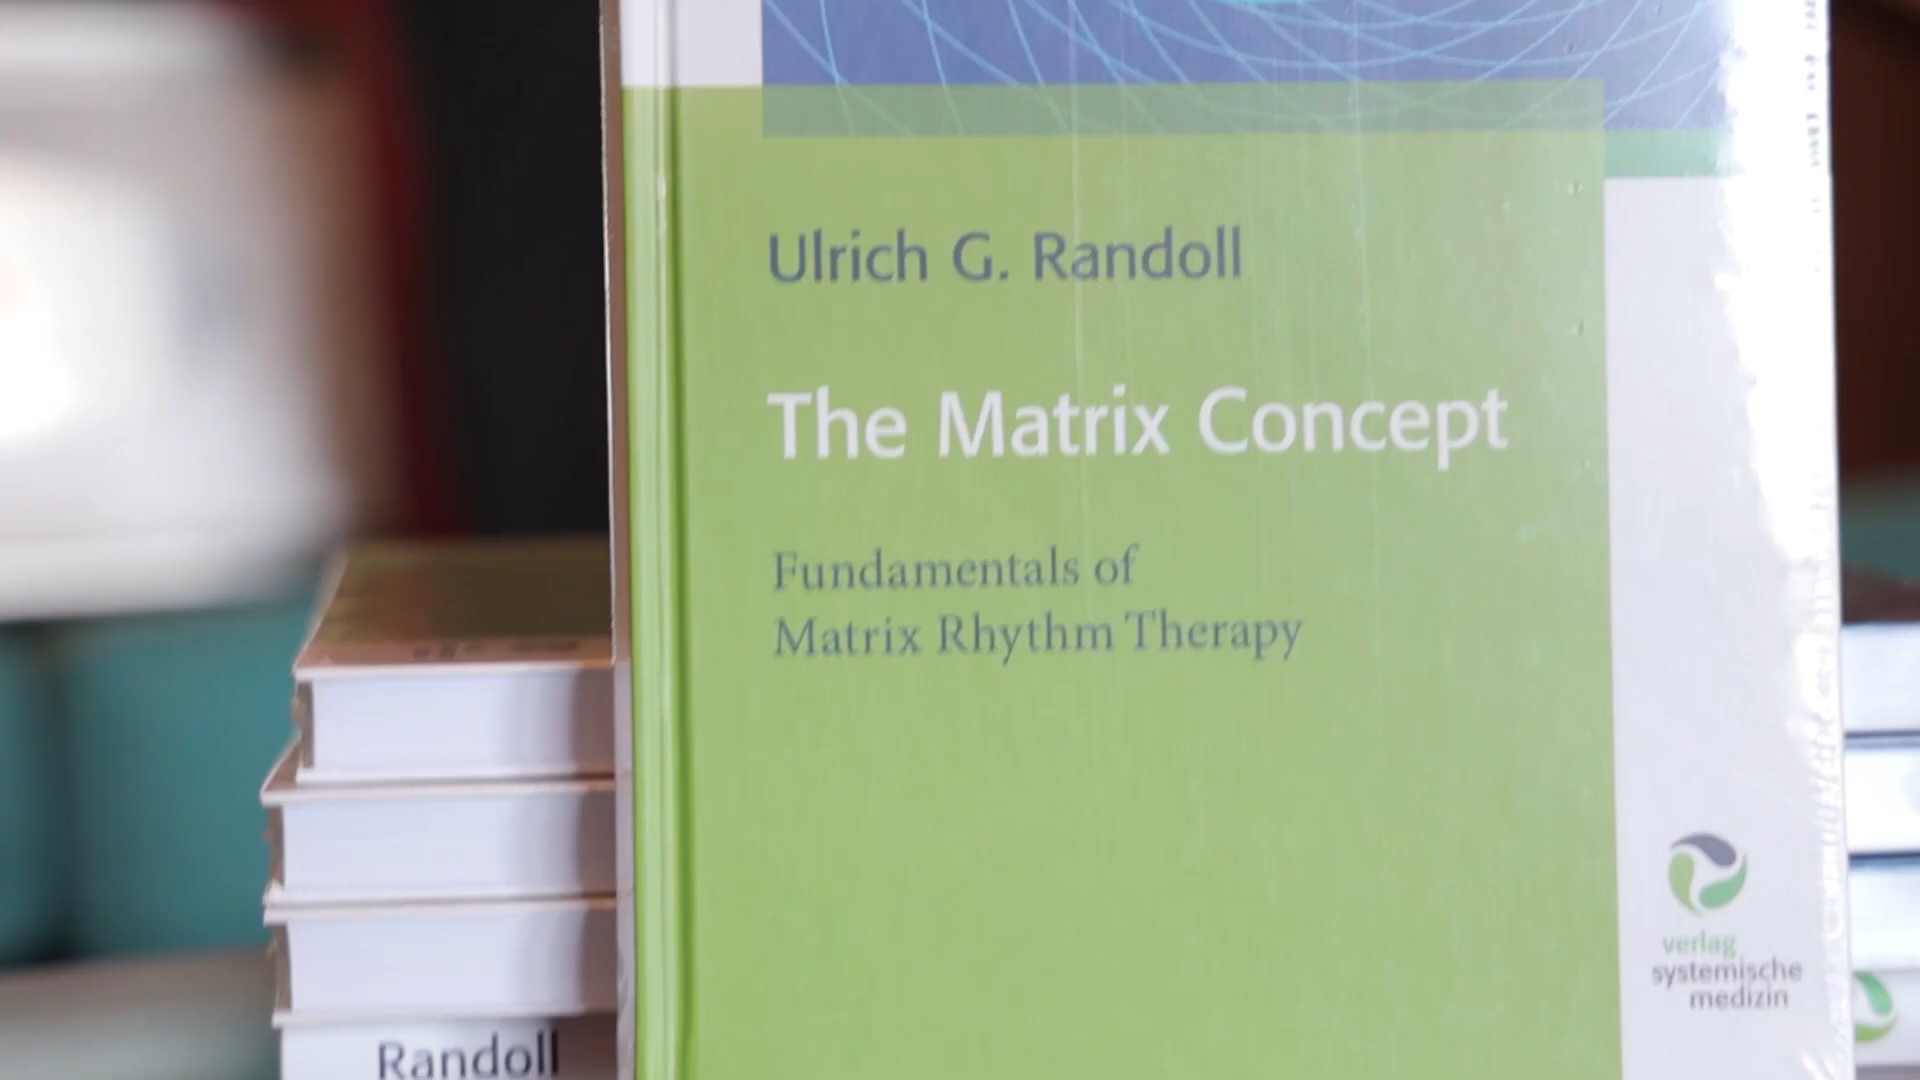 Ulrich G. Randoll
The Matrix Concept
Fundamentals of
Matrix Rhythm Therapy
verlag
systemische
medizin
Randoll